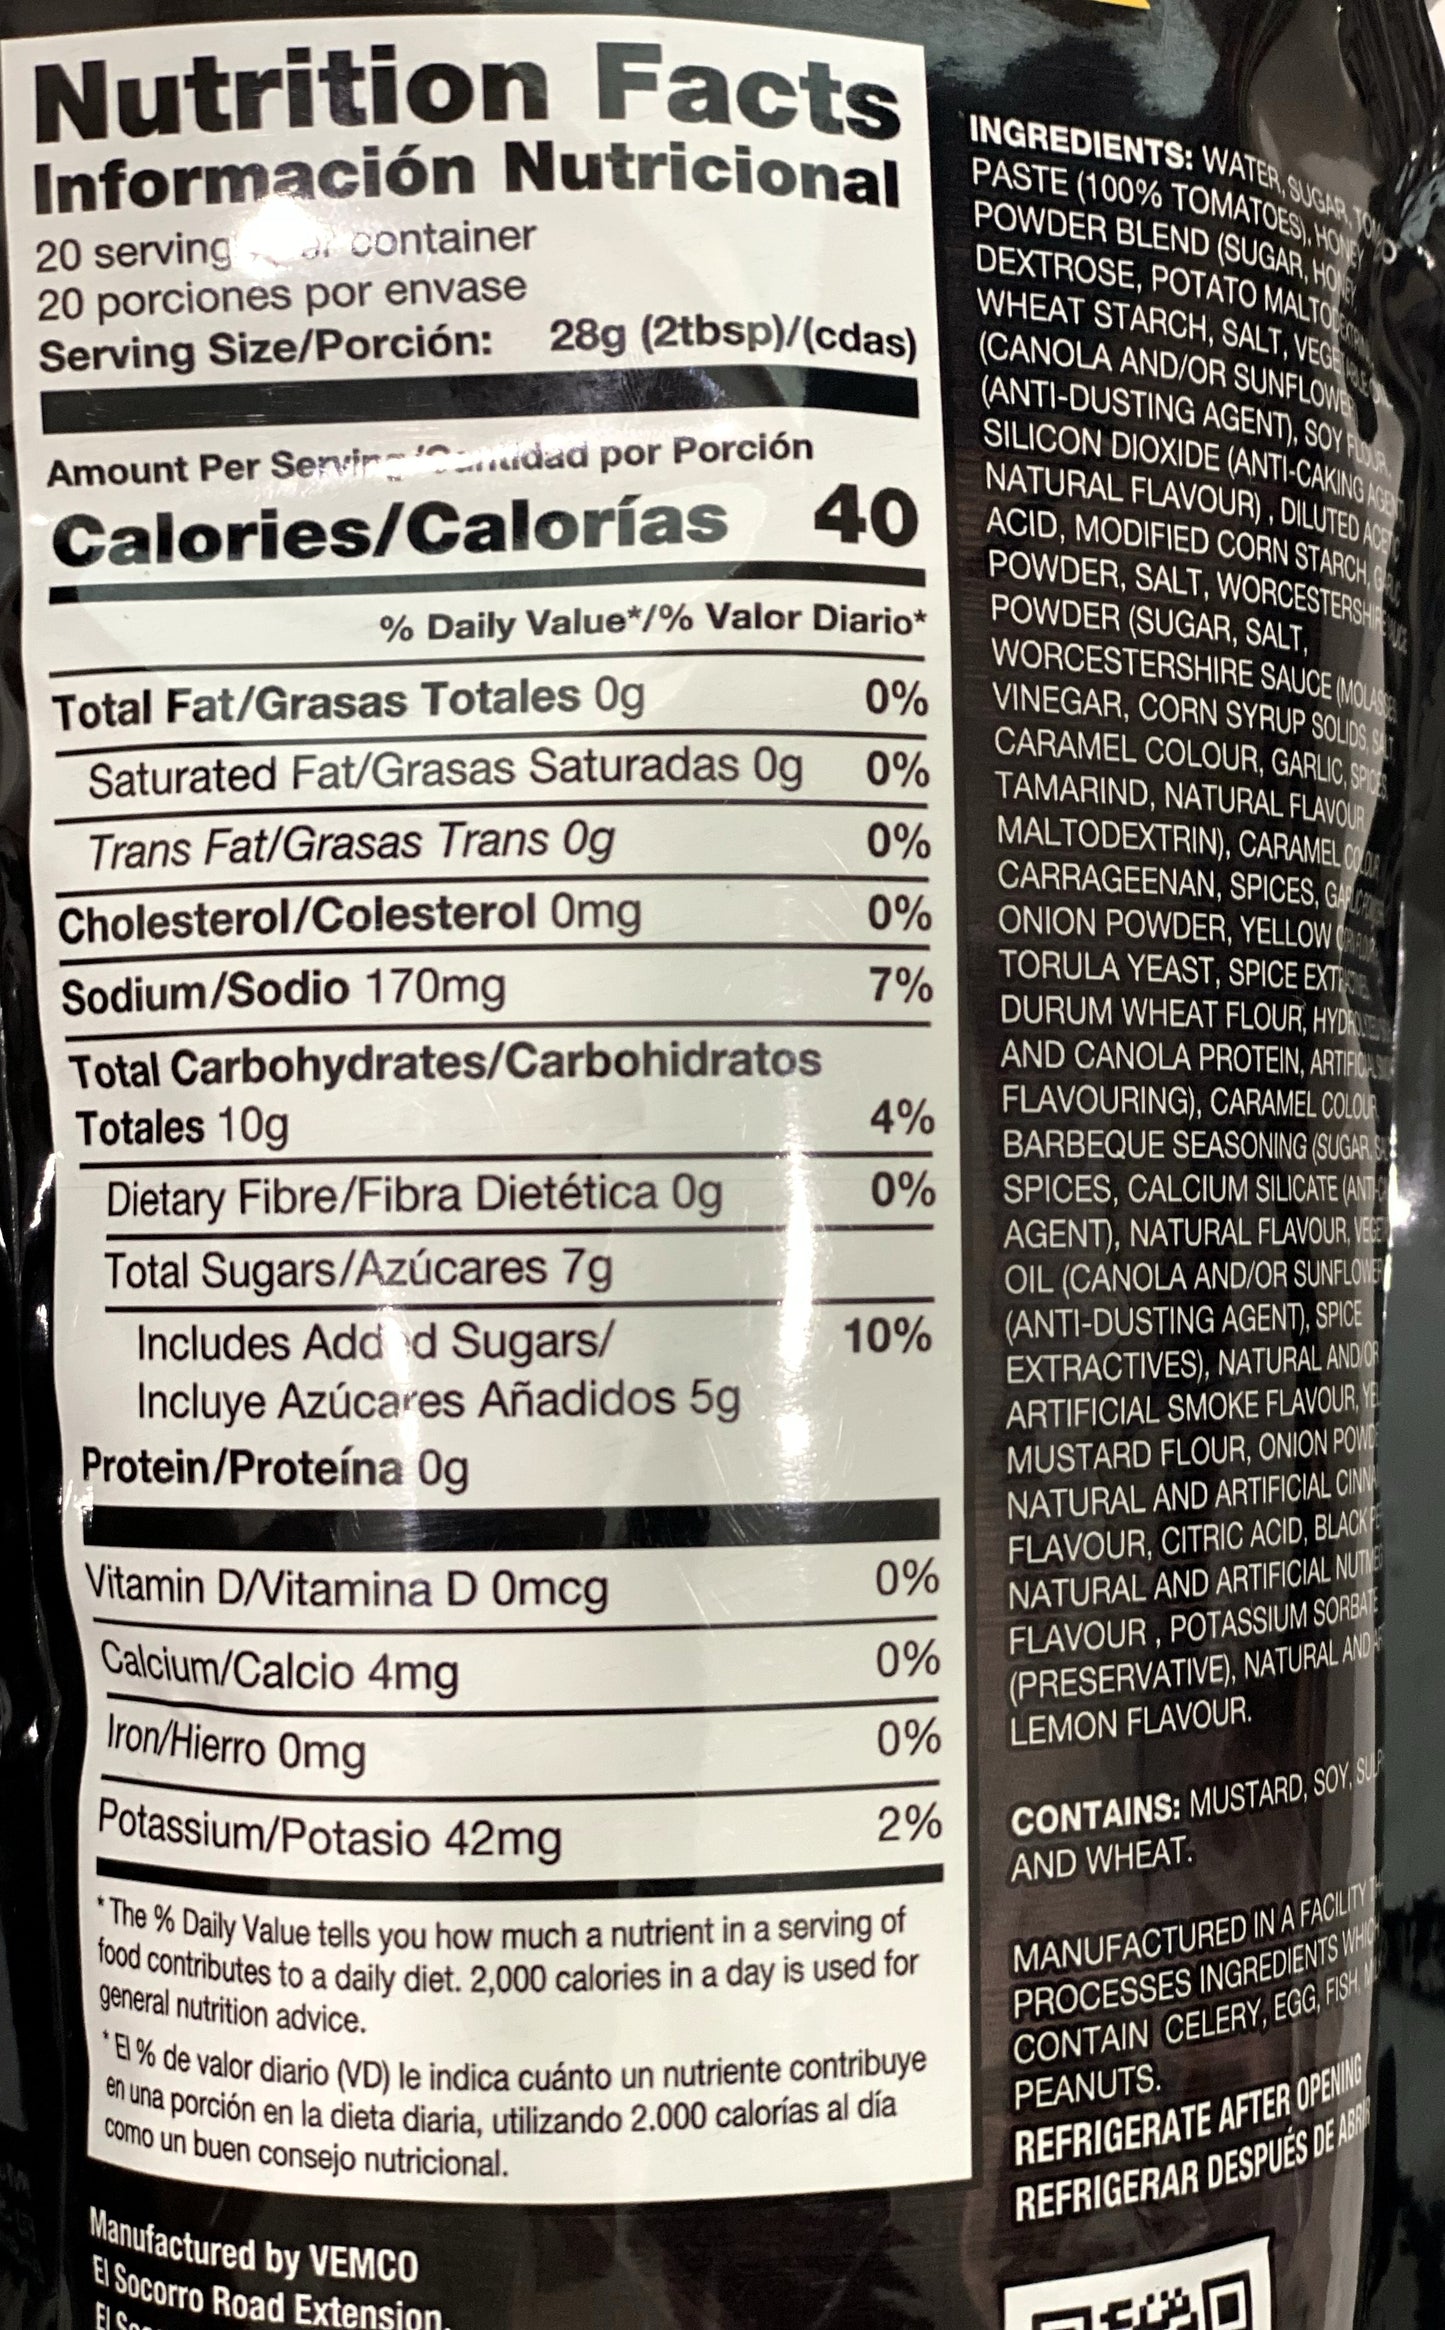 Nutrition Facts
Información Nutricional
20 serving container
20 porciones por envase
Serving Size/Porción: 28g (2tbsp)/(cdas)
Amount Per por Porción
Calories/Calorías 40
% Daily Value*/% Valor Diario*
Total Fat/Grasas Totales 0g 0%
Saturated Fat/Grasas Saturadas 0g 0%
Trans Fat/Grasas Trans 0g 0%
Cholesterol/Colesterol 0mg 0%
Sodium/Sodio 170mg 7%
Total Carbohydrates/Carbohidratos
Totales 10g 4%
Dietary Fibre/Fibra Dietética 0g 0%
Total Sugars/Azúcares 7g
Includes Added Sugars/ 10%
Incluye Azúcares Añadidos 5g
Protein/Proteína 0g
Vitamin D/Vitamina D 0mcg 0%
Calcium/Calcio 4mg 0%
Iron/Hierro 0mg 0%
Potassium/Potasio 42mg 2%
* The % Daily Value tells you how much a nutrient in a serving of
food contributes to a daily diet. 2,000 calories in a day is used for
general nutrition advice.
* El % de valor diario (VD) le indica cuánto un nutriente contribuye
en una porción en la dieta diaria, utilizando 2.000 calorías al día
como un buen consejo nutricional.
Manufactured by VEMCO
El Socorro Road Extension,
El
INGREDIENTS: WATER, SUGAR,
PASTE (100% TOMATOES), HONEY
POWDER BLEND (SUGAR, HONEY
DEXTROSE, POTATO
WHEAT STARCH, SALT,
(CANOLA AND/OR SUNFLOWER)
(ANTI-DUSTING AGENT), SOY FLOUR,
SILICON DIOXIDE (ANTI-CAKING AGENT)
NATURAL FLAVOUR) , DILUTED ACETIC
ACID, MODIFIED CORN STARCH,
POWDER, SALT, WORCESTERSHIRE
POWDER (SUGAR, SALT,
WORCESTERSHIRE SAUCE (MOLASSES
VINEGAR, CORN SYRUP SOLIDS, SALT
CARAMEL COLOUR, GARLIC, SPICES,
TAMARIND, NATURAL FLAVOUR
MALTODEXTRIN), CARAMEL COLOUR
CARRAGEENAN, SPICES,
ONION POWDER, YELLOW
TORULA YEAST, SPICE
DURUM WHEAT FLOUR,
AND CANOLA PROTEIN,
FLAVOURING), CARAMEL COLOUR
BARBEQUE SEASONING (SUGAR,
SPICES, CALCIUM SILICATE
AGENT), NATURAL FLAVOUR,
OIL (CANOLA AND/OR SUNFLOWER
(ANTI-DUSTING AGENT), SPICE
EXTRACTIVES), NATURAL AND/OR
ARTIFICIAL SMOKE FLAVOUR,
MUSTARD FLOUR, ONION
NATURAL AND ARTIFICIAL
FLAVOUR, CITRIC ACID, BLACK
NATURAL AND ARTIFICIAL
FLAVOUR , POTASSIUM SORBATE
(PRESERVATIVE), NATURAL AND
LEMON FLAVOUR.
CONTAINS: MUSTARD, SOY,
AND WHEAT.
MANUFACTURED IN A FACILITY
PROCESSES INGREDIENTS
CONTAIN CELERY, EGG, FISH,
PEANUTS.
REFRIGERATE AFTER OPENING
REFRIGERAR DESPUÉS DE ABRIR